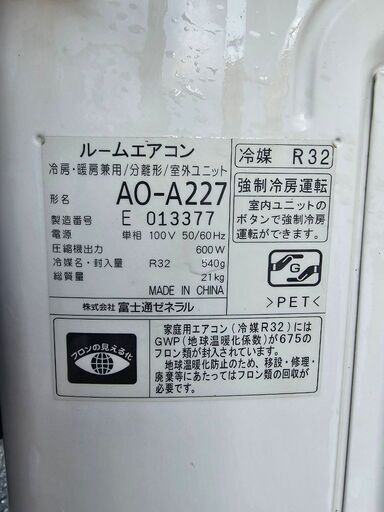 ルームエアコン
冷房・暖房兼用/分離形/室外ユニット
形名 AO-A227
製造番号 E 013377
電源 単相 100V 50/60Hz
圧縮機出力 600W
冷媒名・封入量 R32 540g
総質量 21kg
MADE IN CHINA
株式会社 富士通ゼネラル
冷媒 R32
強制冷房運転
室内ユニットの
ボタンで強制冷房
運転ができます。
G
>PET<
フロンの見える化
家庭用エアコン(冷媒R32)には
GWP(地球温暖化係数)が675の
フロン類が封入されています。
地球温暖化防止のため、移設・修理・
廃棄等にあたってはフロン類の回収が
必要です。